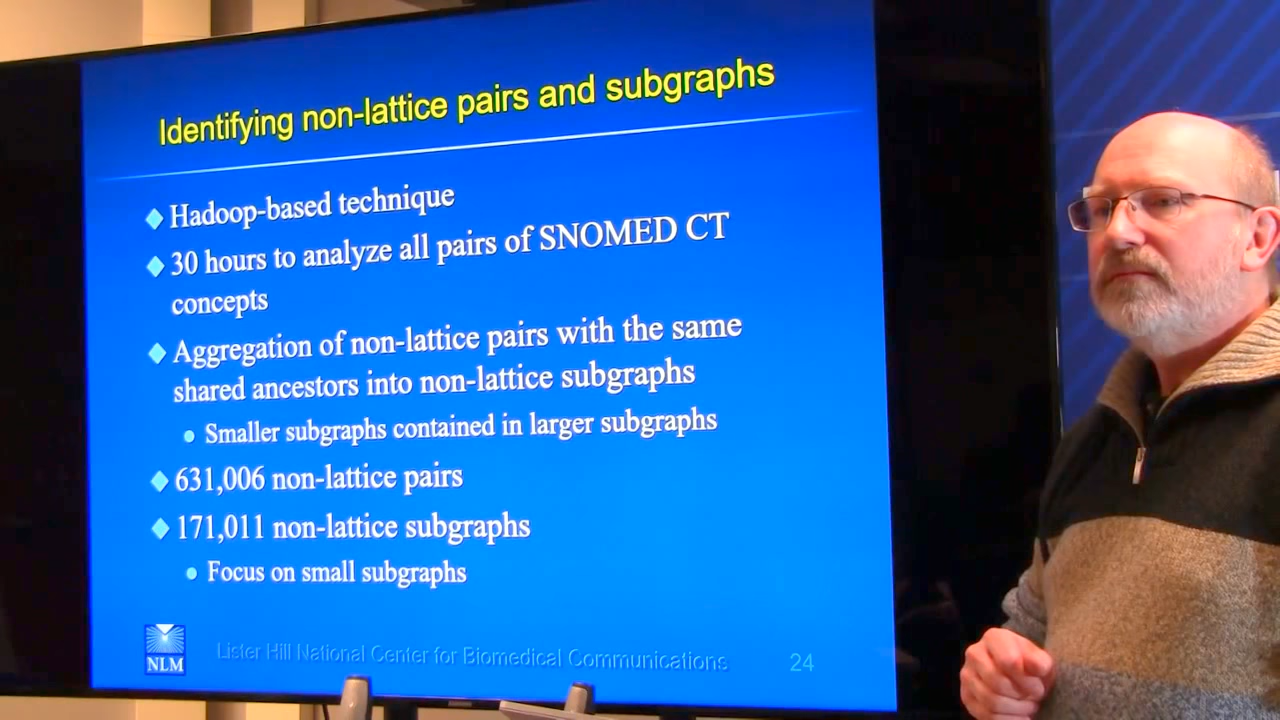 Identifying non-lattice pairs and subgraphs
Hadoop-based technique
30 hours to analyze all pairs of SNOMED CT
concepts
Aggregation of non-lattice pairs with the same
shared ancestors into non-lattice subgraphs
Smaller subgraphs contained in larger subgraphs
631,006 non-lattice pairs
171,011 non-lattice subgraphs
Focus on small subgraphs
NLM
Lister Hill National Center for Biomedical Communications
24